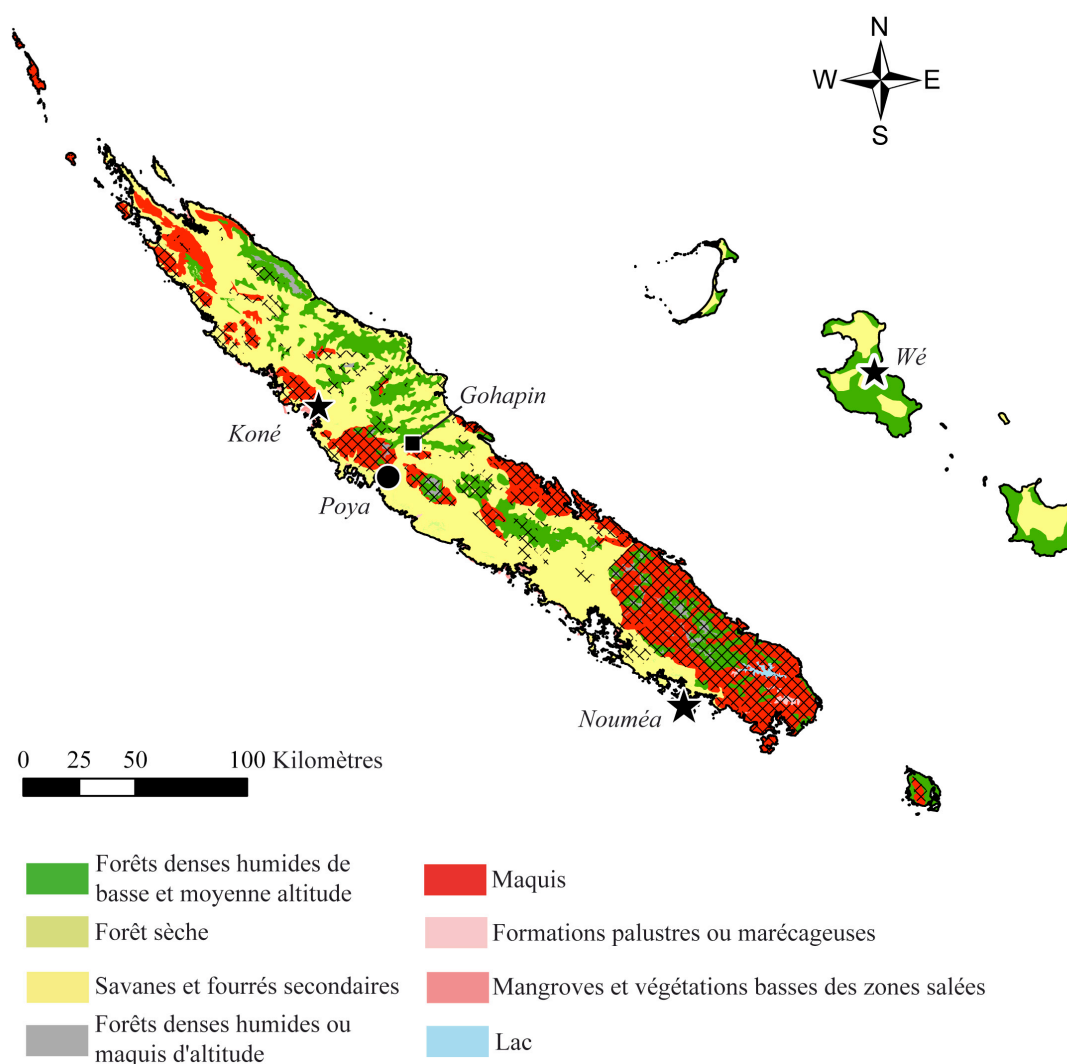 N
W E
S
Wé
Gohapin
Koné
Poya
Nouméa
0 25 50 100 Kilomètres
Forêts denses humides de
basse et moyenne altitude
Forêt sèche
Savanes et fourrés secondaires
Forêts denses humides ou
maquis d'altitude
Maquis
Formations palustres ou marécageuses
Mangroves et végétations basses des zones salées
Lac